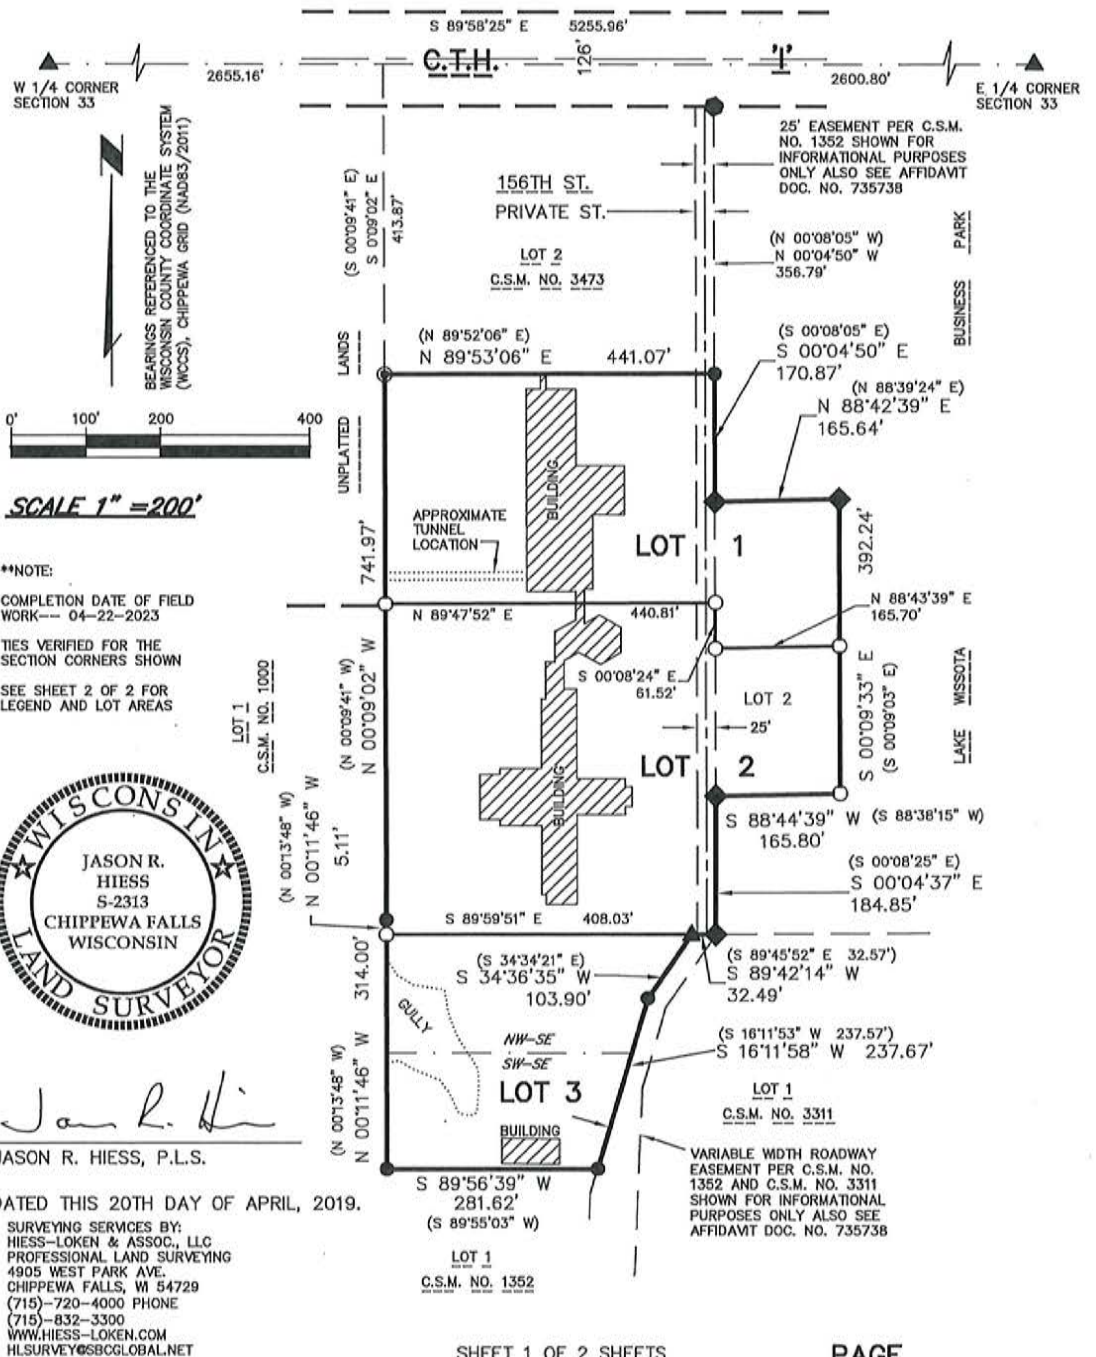 S 89°58'25" E 5255.96'
C.T.H. 'I'
126'
2655.16'
2600.80'
W 1/4 CORNER
SECTION 33
E 1/4 CORNER
SECTION 33
N
BEARINGS REFERENCED TO THE
WISCONSIN COUNTY COORDINATE SYSTEM
(WCCS), CHIPPEWA GRID (NAD83/2011)
(S 00°09'41" E)
S 0°09'02" E
413.87'
25' EASEMENT PER C.S.M.
NO. 1352 SHOWN FOR
INFORMATIONAL PURPOSES
ONLY ALSO SEE AFFIDAVIT
DOC. NO. 735738
156TH ST.
PRIVATE ST.
LOT 2
C.S.M. NO. 3473
(N 00°08'05" W)
N 00°04'50" W
356.79'
BUSINESS PARK
(N 89°52'06" E)
N 89°53'06" E 441.07'
(S 00°08'05" E)
S 00°04'50" E
170.87'
(N 88°39'24" E)
N 88°42'39" E
165.64'
UNPLATTED LANDS
0' 100' 200' 400
SCALE 1" =200'
741.97'
APPROXIMATE
TUNNEL
LOCATION
BUILDING
LOT 1
392.24'
**NOTE:
COMPLETION DATE OF FIELD
WORK-- 04-22-2023
TIES VERIFIED FOR THE
SECTION CORNERS SHOWN
SEE SHEET 2 OF 2 FOR
LEGEND AND LOT AREAS
N 89°47'52" E 440.81'
N 88°43'39" E
165.70'
S 00°08'24" E
61.52'
LOT 2
25'
LOT 1
C.S.M. NO. 1000
(N 00°09'41" W)
N 00°09'02" W
BUILDING
LOT 2
S 00°09'33" E
(S 00°09'03" E)
LAKE WISSOTA
S 88°44'39" W (S 88°38'15" W)
165.80'
(N 00°13'48" W)
N 00°11'46" W
5.11'
(S 00°08'25" E)
S 00°04'37" E
184.85'
WISCONSIN
JASON R.
HIESS
S-2313
CHIPPEWA FALLS
WISCONSIN
LAND SURVEYOR
S 89°59'51" E 408.03'
(S 89°45'52" E 32.57')
S 89°42'14" W
32.49'
(S 34°34'21" E)
S 34°36'35" W
103.90'
314.00'
GULLY
(S 16°11'53" W 237.57')
S 16°11'58" W 237.67'
NW-SE
SW-SE
LOT 3
(N 00°13'48" W)
N 00°11'46" W
LOT 1
C.S.M. NO. 3311
BUILDING
VARIABLE WIDTH ROADWAY
EASEMENT PER C.S.M. NO.
1352 AND C.S.M. NO. 3311
SHOWN FOR INFORMATIONAL
PURPOSES ONLY ALSO SEE
AFFIDAVIT DOC. NO. 735738
S 89°56'39" W
281.62'
(S 89°55'03" W)
LOT 1
C.S.M. NO. 1352
JASON R. HIESS, P.L.S.
DATED THIS 20TH DAY OF APRIL, 2019.
SURVEYING SERVICES BY:
HIESS-LOKEN & ASSOC., LLC
PROFESSIONAL LAND SURVEYING
4905 WEST PARK AVE.
CHIPPEWA FALLS, WI 54729
(715)-720-4000 PHONE
(715)-832-3300
WWW.HIESS-LOKEN.COM
HLSURVEY@SBCGLOBAL.NET
SHEET 1 OF 2 SHEETS
PAGE